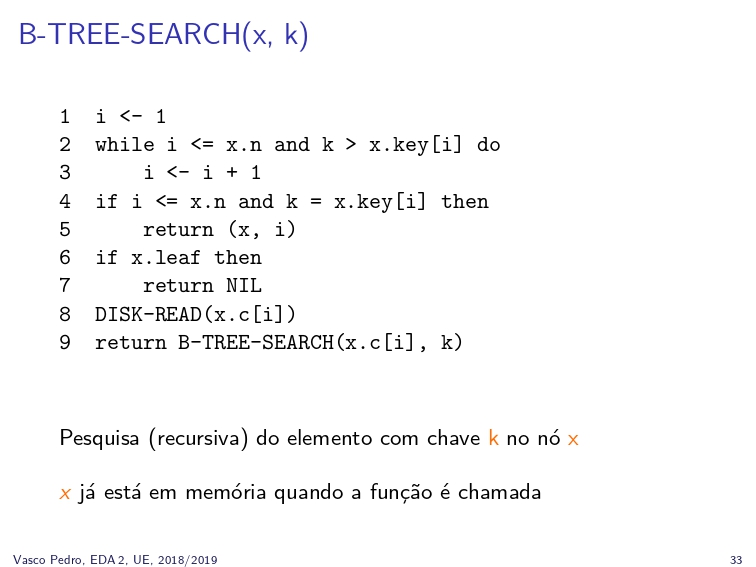 B-TREE-SEARCH(x, k)
1 i <- 1
2 while i <= x.n and k > x.key[i] do
3     i <- i + 1
4 if i <= x.n and k = x.key[i] then
5     return (x, i)
6 if x.leaf then
7     return NIL
8 DISK-READ(x.c[i])
9 return B-TREE-SEARCH(x.c[i], k)
Pesquisa (recursiva) do elemento com chave k no nó x
x já está em memória quando a função é chamada
Vasco Pedro, EDA 2, UE, 2018/2019 33